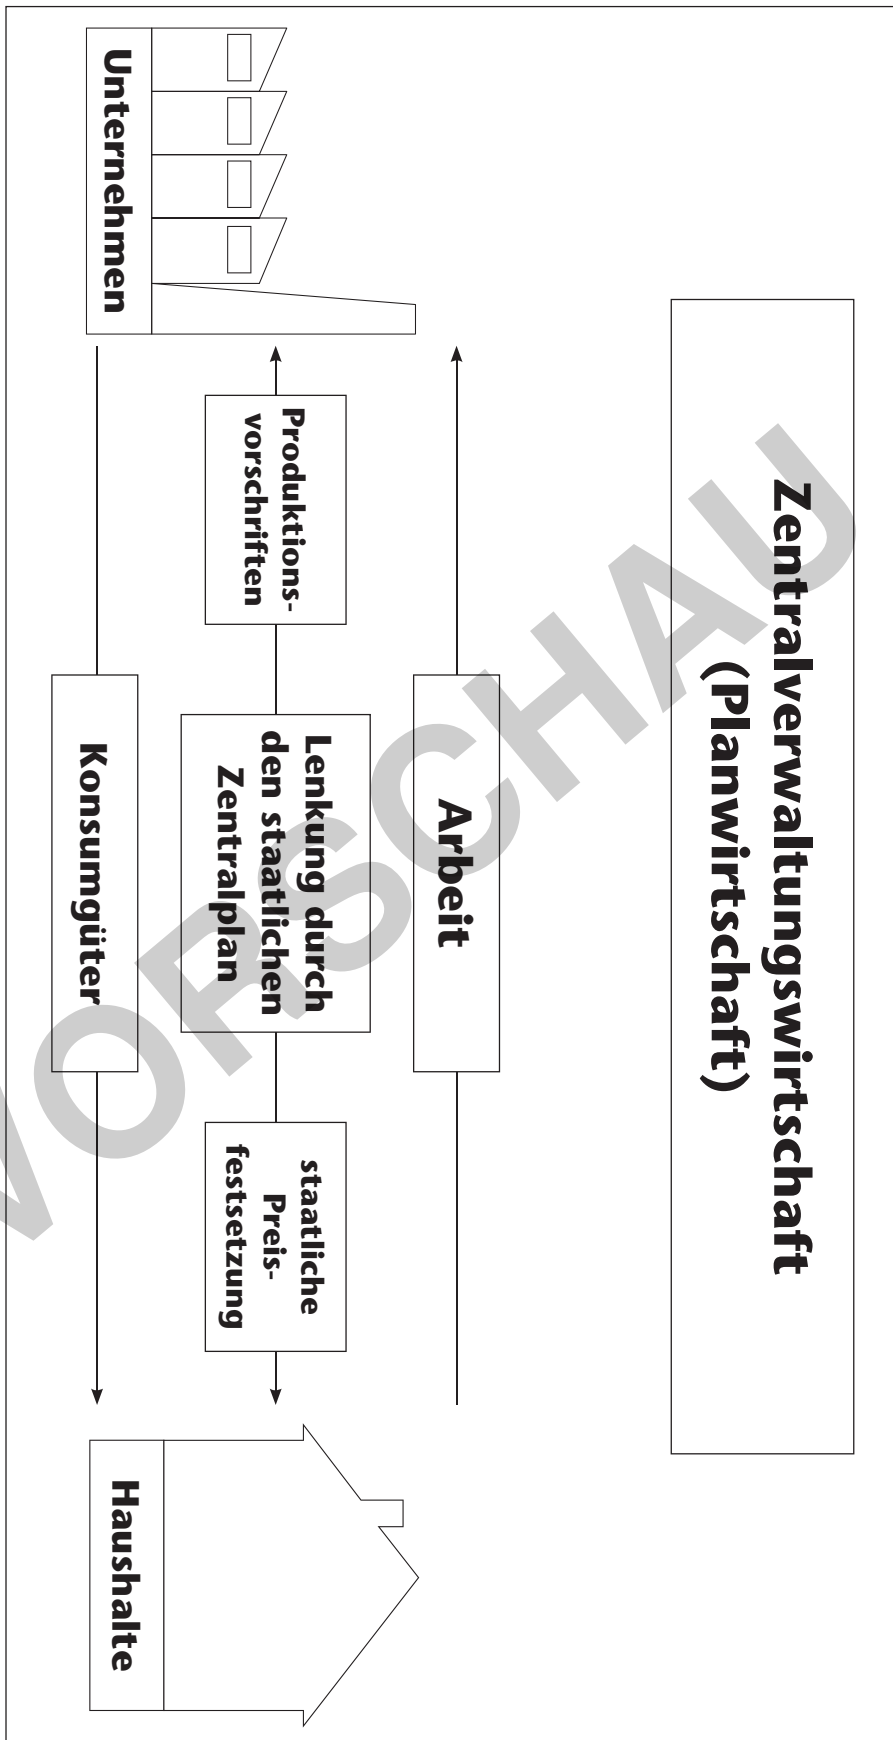 Zentralverwaltungswirtschaft
(Planwirtschaft)
Arbeit
Unternehmen
Produktions-
vorschriften
Lenkung durch
den staatlichen
Zentralplan
staatliche
Preis-
festsetzung
Haushalte
Konsumgüter
VORSCHAU